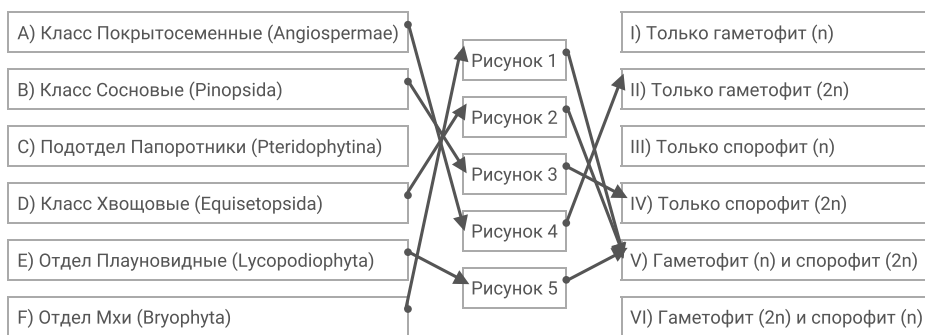 A) Класс Покрытосеменные (Angiospermae)
B) Класс Сосновые (Pinopsida)
C) Подотдел Папоротники (Pteridophytina)
D) Класс Хвощовые (Equisetopsida)
E) Отдел Плауновидные (Lycopodiophyta)
F) Отдел Мхи (Bryophyta)
Рисунок 1
Рисунок 2
Рисунок 3
Рисунок 4
Рисунок 5
I) Только гаметофит (n)
II) Только гаметофит (2n)
III) Только спорофит (n)
IV) Только спорофит (2n)
V) Гаметофит (n) и спорофит (2n)
VI) Гаметофит (2n) и спорофит (n)